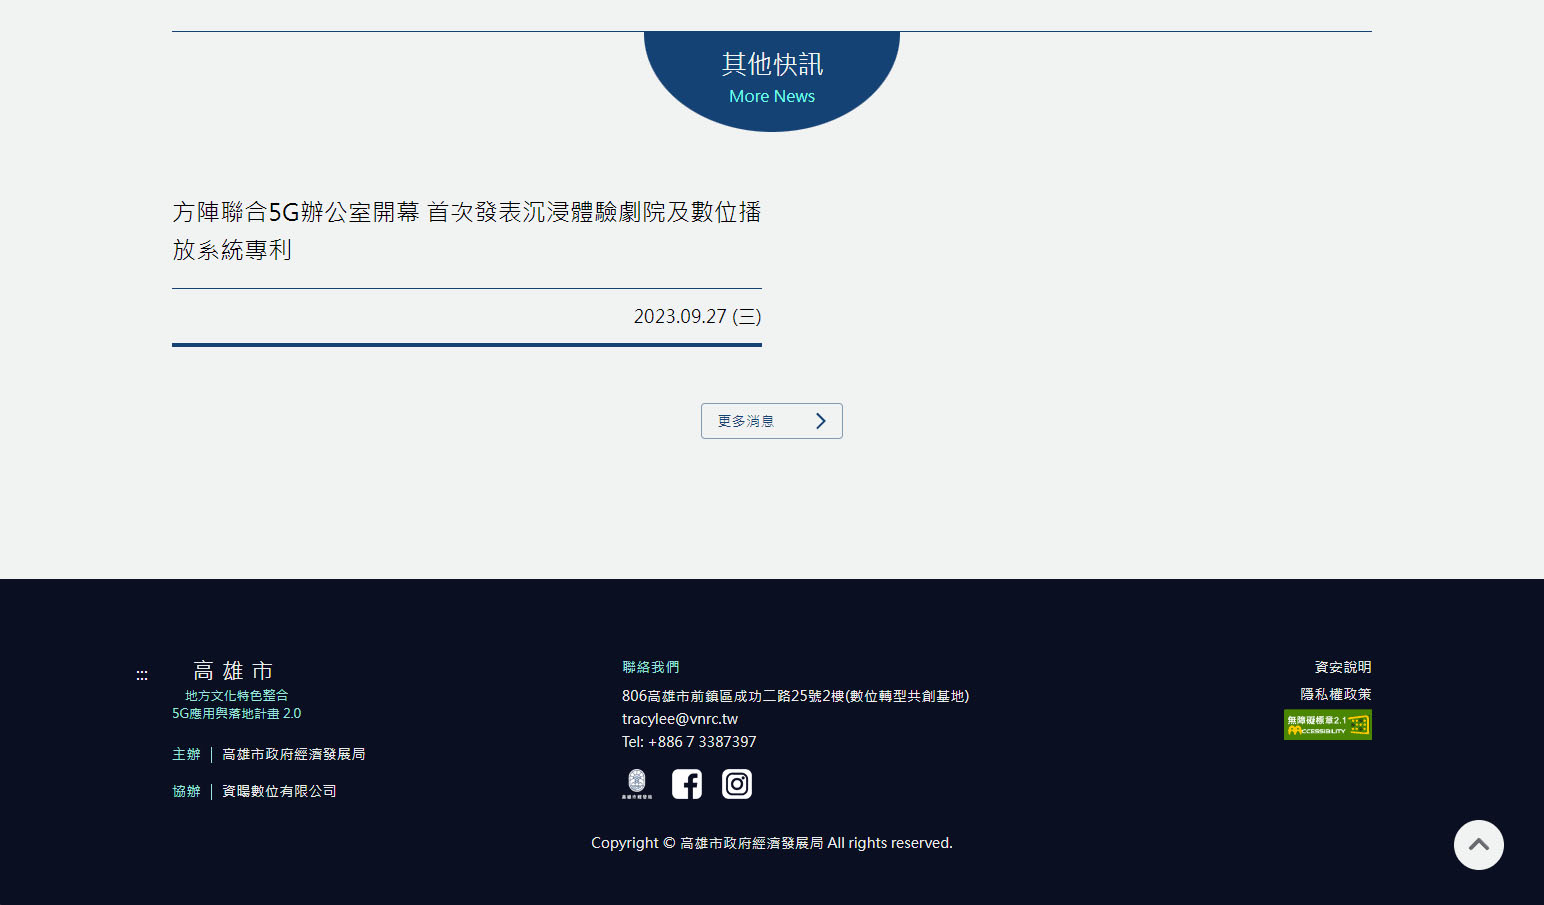 其他快訊
More News
方陣聯合5G辦公室開幕 首次發表沉浸體驗劇院及數位播
放系統專利
2023.09.27 (三)
更多消息
:::
高雄市
地方文化特色整合
5G應用與落地計畫 2.0
主辦 | 高雄市政府經濟發展局
協辦 | 資暘數位有限公司
聯絡我們
806高雄市前鎮區成功二路25號2樓(數位轉型共創基地)
tracylee@vnrc.tw
Tel: +886 7 3387397
高雄市經發局
資安說明
隱私權政策
無障礙標章2.1
AACCESSIBILITY
Copyright © 高雄市政府經濟發展局 All rights reserved.